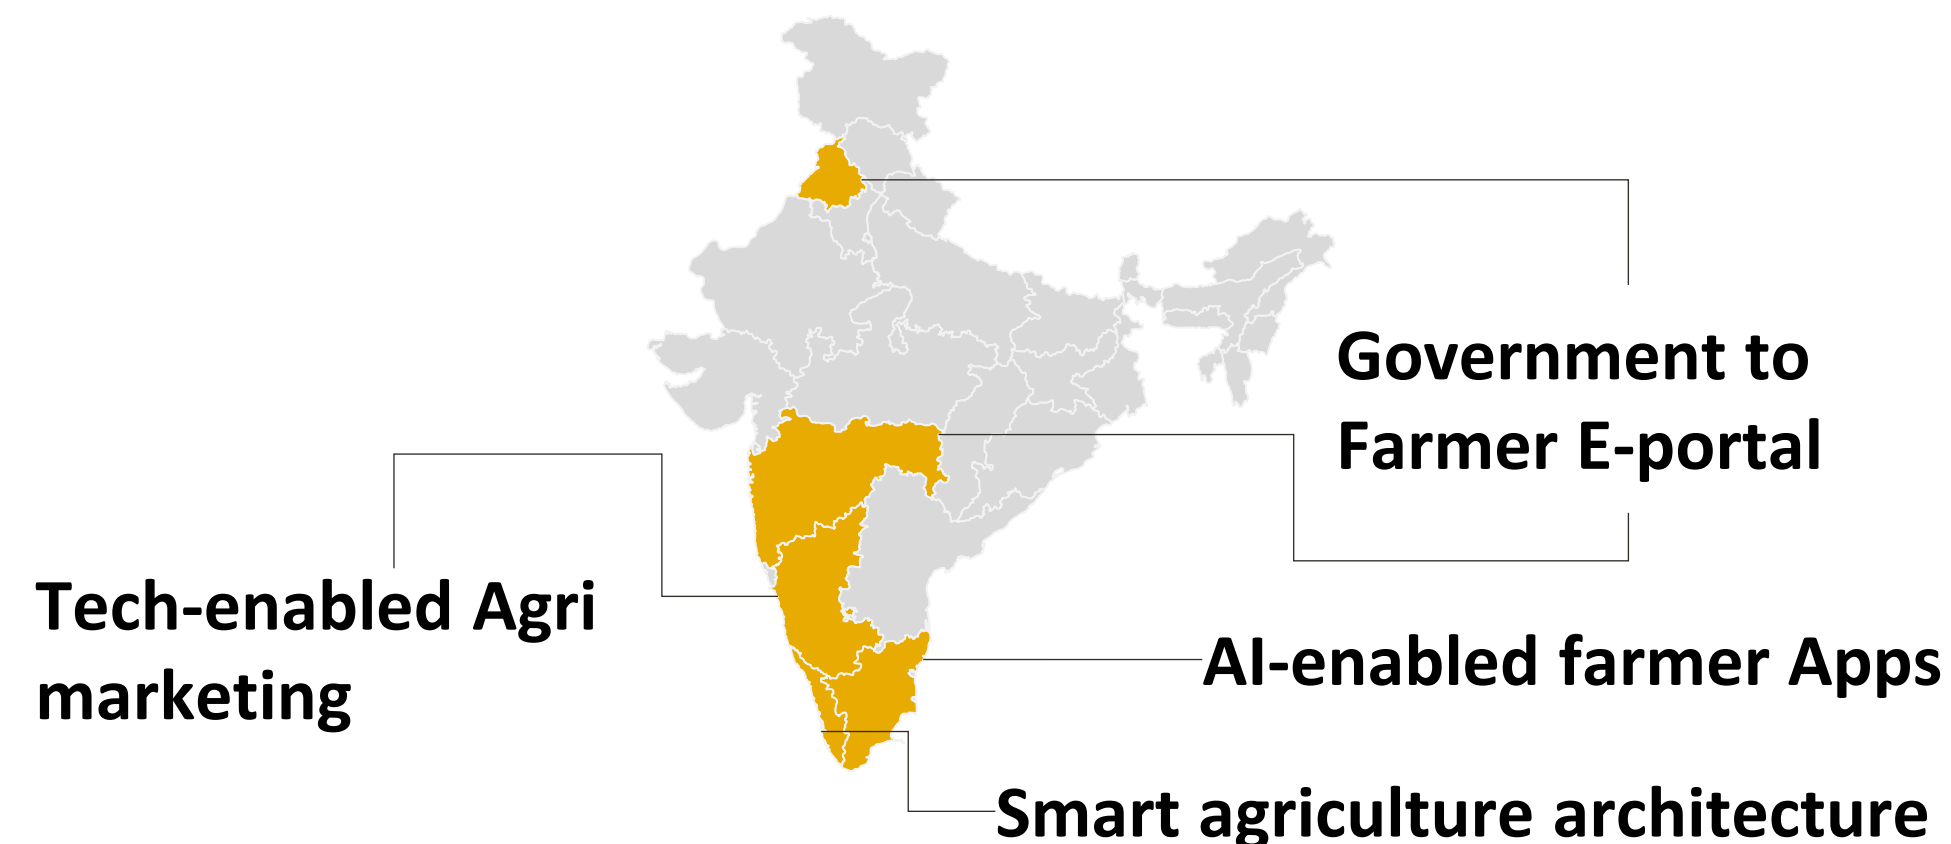 Government to
Farmer E-portal
Tech-enabled Agri
marketing
AI-enabled farmer Apps
Smart agriculture architecture